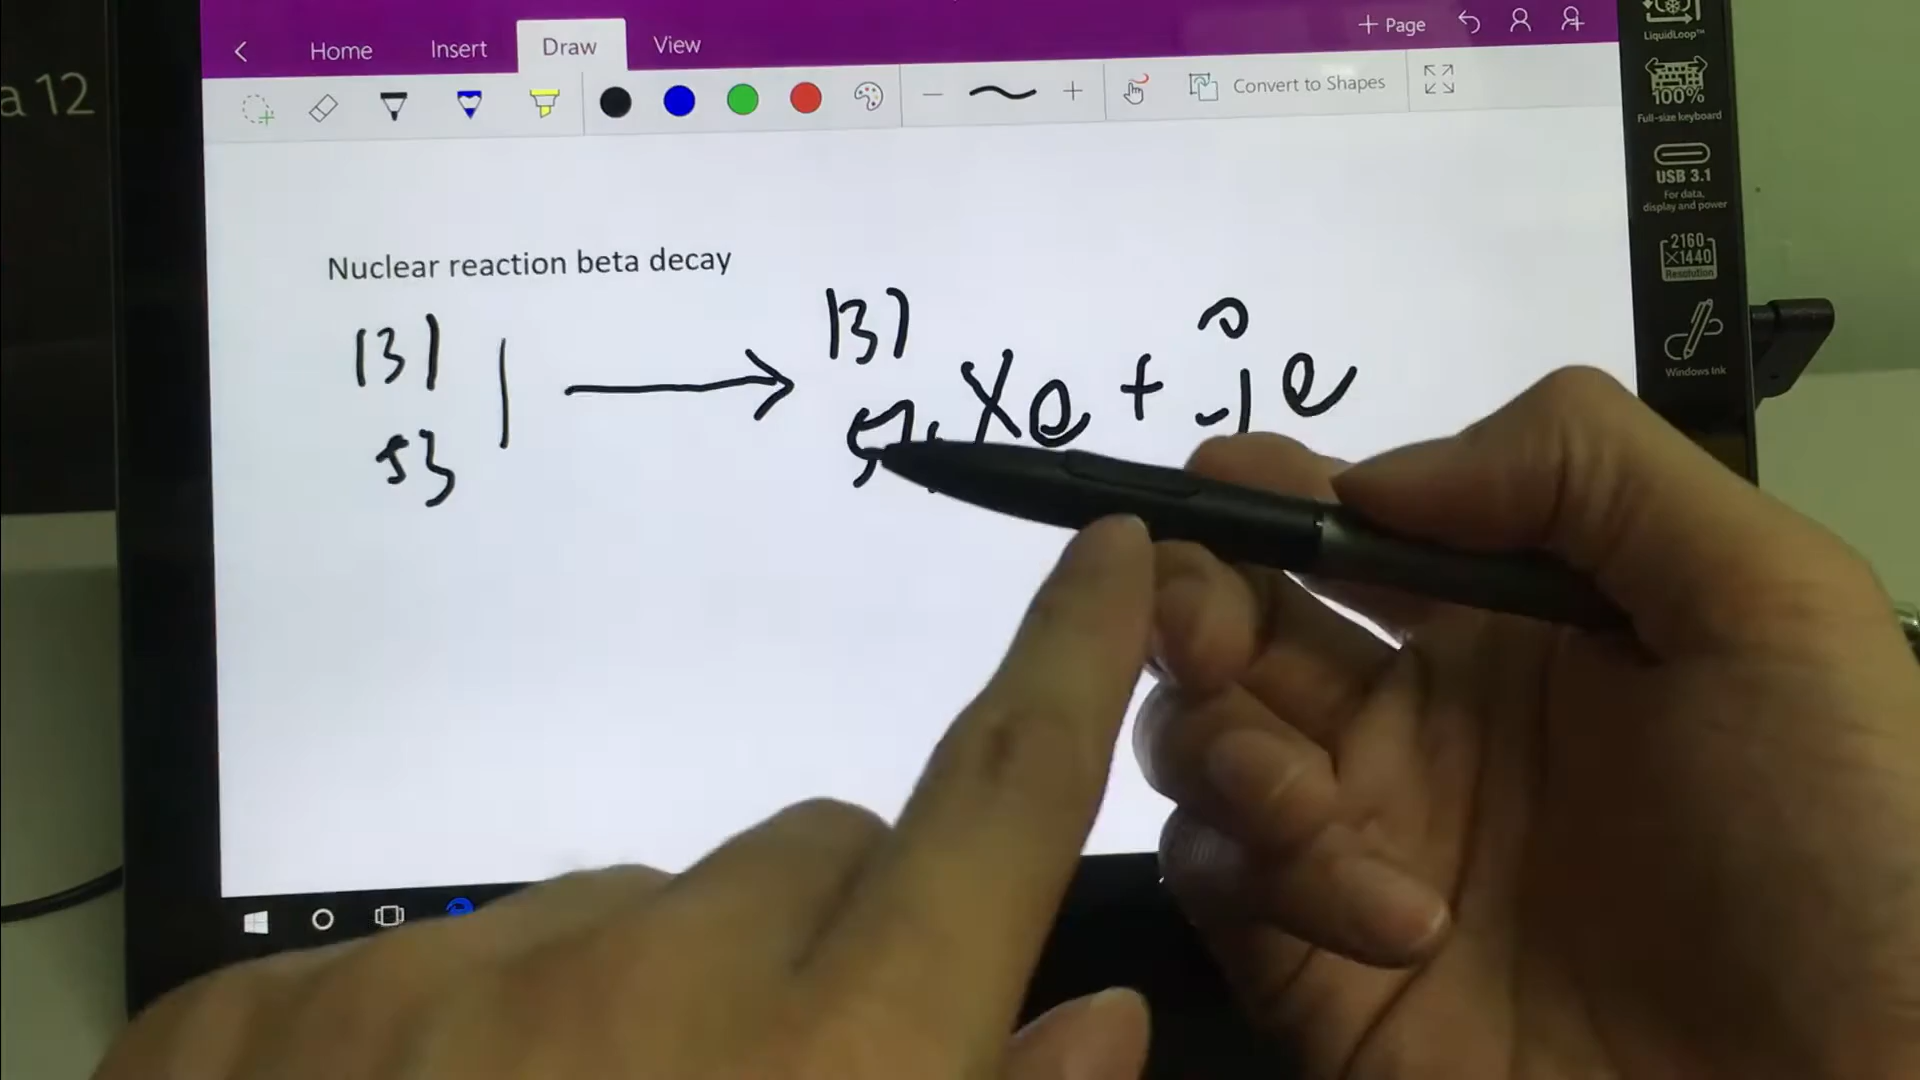 a 12
Home Insert Draw View + Page
Convert to Shapes
Nuclear reaction beta decay
131 I → 131 Xe + 0 e
53 -1
LiquidLoop™
100%
Full-size keyboard
USB 3.1
For data,
display and power
2160
×1440
Resolution
Windows Ink